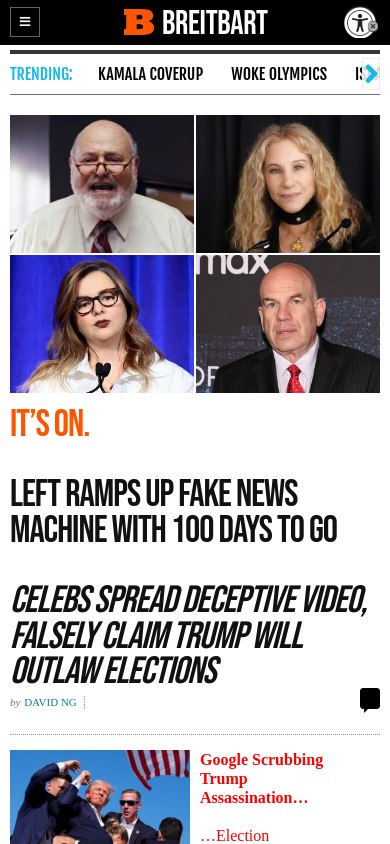 BREITBART
TRENDING:
KAMALA COVERUP
WOKE OLYMPICS
max
IT’S ON.
LEFT RAMPS UP FAKE NEWS
MACHINE WITH 100 DAYS TO GO
CELEBS SPREAD DECEPTIVE VIDEO,
FALSELY CLAIM TRUMP WILL
OUTLAW ELECTIONS
by DAVID NG
Google Scrubbing
Trump
Assassination…
…Election